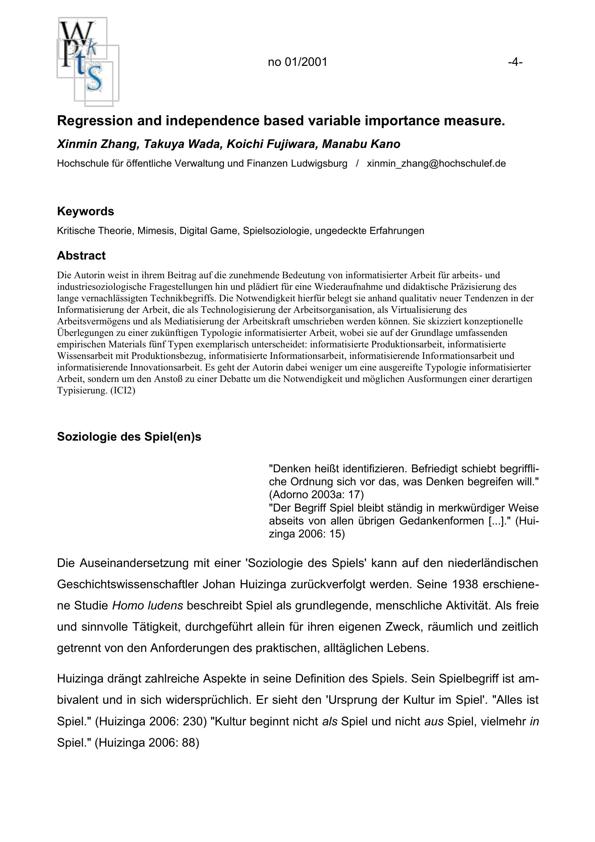 W
Pkt
ts
S
no 01/2001 -4-
Regression and independence based variable importance measure.
Xinmin Zhang, Takuya Wada, Koichi Fujiwara, Manabu Kano
Hochschule für öffentliche Verwaltung und Finanzen Ludwigsburg / xinmin_zhang@hochschulef.de
Keywords
Kritische Theorie, Mimesis, Digital Game, Spielsoziologie, ungedeckte Erfahrungen
Abstract
Die Autorin weist in ihrem Beitrag auf die zunehmende Bedeutung von informatisierter Arbeit für arbeits- und
industriesoziologische Fragestellungen hin und plädiert für eine Wiederaufnahme und didaktische Präzisierung des
lange vernachlässigten Technikbegriffs. Die Notwendigkeit hierfür belegt sie anhand qualitativ neuer Tendenzen in der
Informatisierung der Arbeit, die als Technologisierung der Arbeitsorganisation, als Virtualisierung des
Arbeitsvermögens und als Mediatisierung der Arbeitskraft umschrieben werden können. Sie skizziert konzeptionelle
Überlegungen zu einer zukünftigen Typologie informatisierter Arbeit, wobei sie auf der Grundlage umfassenden
empirischen Materials fünf Typen exemplarisch unterscheidet: informatisierte Produktionsarbeit, informatisierte
Wissensarbeit mit Produktionsbezug, informatisierte Informationsarbeit, informatisierende Informationsarbeit und
informatisierende Innovationsarbeit. Es geht der Autorin dabei weniger um eine ausgereifte Typologie informatisierter
Arbeit, sondern um den Anstoß zu einer Debatte um die Notwendigkeit und möglichen Ausformungen einer derartigen
Typisierung. (ICI2)
Soziologie des Spiel(en)s
"Denken heißt identifizieren. Befriedigt schiebt begriffli-
che Ordnung sich vor das, was Denken begreifen will."
(Adorno 2003a: 17)
"Der Begriff Spiel bleibt ständig in merkwürdiger Weise
abseits von allen übrigen Gedankenformen [...]." (Hui-
zinga 2006: 15)
Die Auseinandersetzung mit einer 'Soziologie des Spiels' kann auf den niederländischen
Geschichtswissenschaftler Johan Huizinga zurückverfolgt werden. Seine 1938 erschiene-
ne Studie Homo ludens beschreibt Spiel als grundlegende, menschliche Aktivität. Als freie
und sinnvolle Tätigkeit, durchgeführt allein für ihren eigenen Zweck, räumlich und zeitlich
getrennt von den Anforderungen des praktischen, alltäglichen Lebens.
Huizinga drängt zahlreiche Aspekte in seine Definition des Spiels. Sein Spielbegriff ist am-
bivalent und in sich widersprüchlich. Er sieht den 'Ursprung der Kultur im Spiel'. "Alles ist
Spiel." (Huizinga 2006: 230) "Kultur beginnt nicht als Spiel und nicht aus Spiel, vielmehr in
Spiel." (Huizinga 2006: 88)